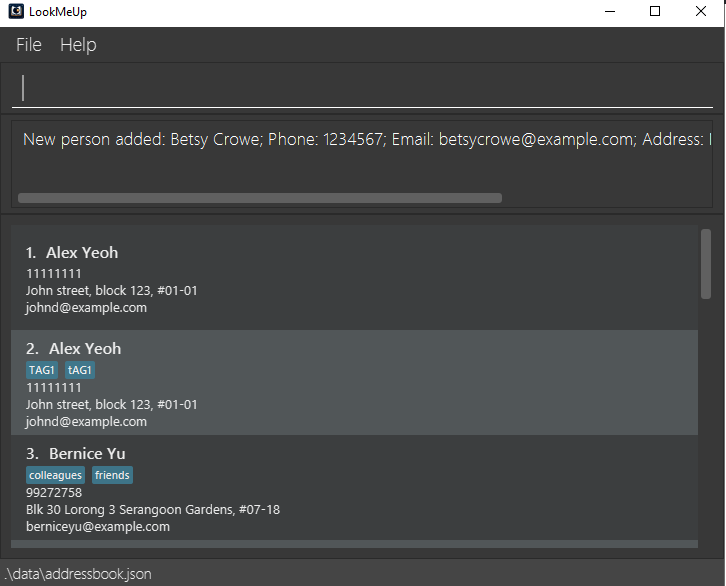 LookMeUp
File Help
New person added: Betsy Crowe; Phone: 1234567; Email: betsycrowe@example.com; Address:
1. Alex Yeoh
11111111
John street, block 123, #01-01
johnd@example.com
2. Alex Yeoh
TAG1 tAG1
11111111
John street, block 123, #01-01
johnd@example.com
3. Bernice Yu
colleagues friends
99272758
Blk 30 Lorong 3 Serangoon Gardens, #07-18
berniceyu@example.com
.\data\addressbook.json